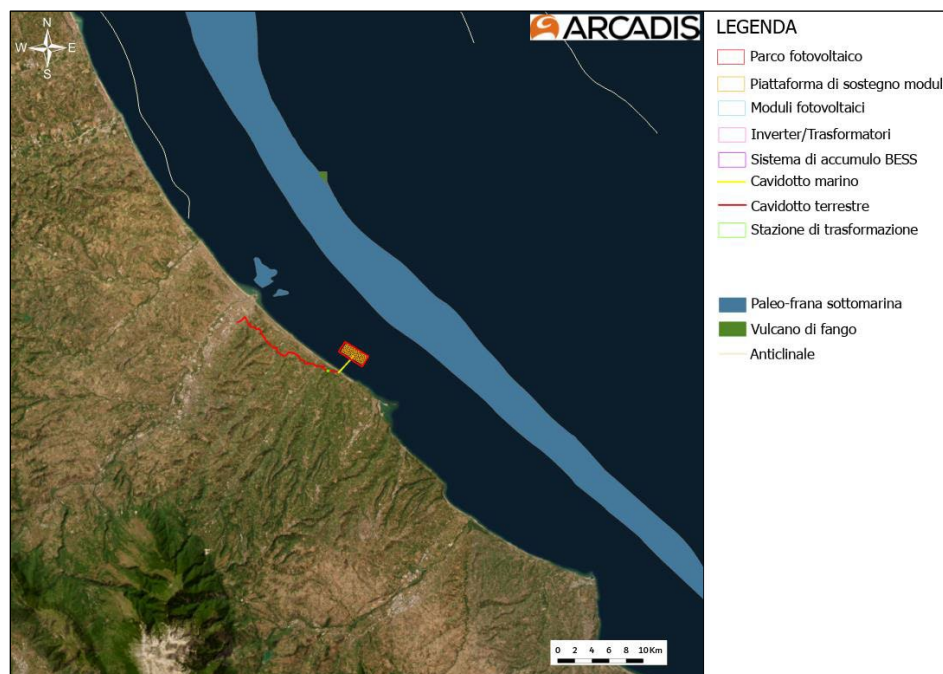 N
W E
S
ARCADIS
LEGENDA
Parco fotovoltaico
Piattaforma di sostegno modul
Moduli fotovoltaici
Inverter/Trasformatori
Sistema di accumulo BESS
Cavidotto marino
Cavidotto terrestre
Stazione di trasformazione
Paleo-frana sottomarina
Vulcano di fango
Anticlinale
0 2 4 6 8 10Km